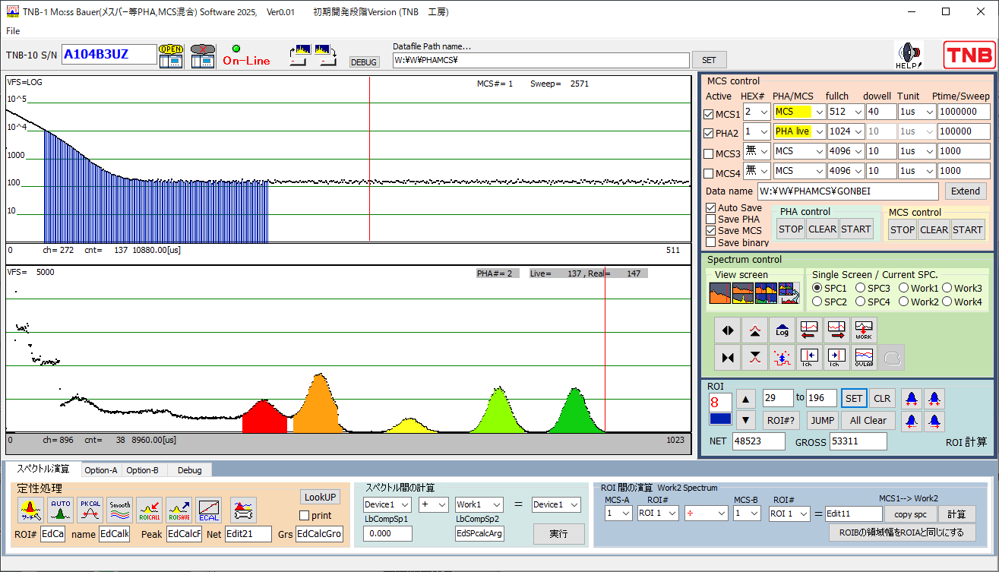 TNB-1 Mo:ss Bauer(メスバー等PHA,MCS混合) Software 2025, Ver0.01 初期開発段階Version (TNB 工房)
File
TNB-10 S/N A104B3UZ OPEN On-Line DEBUG
Datafile Path name...
W:¥W¥PHAMCS¥ SET HELP! TNB
VFS=LOG MCS#= 1 Sweep= 2571
10^5
10^4
1000
100
10
0 ch= 272 cnt= 137 10880.00[us] 511
VFS= 5000 PHA#= 2 Live= 137 , Real= 147
0 ch= 896 cnt= 38 8960.00[us] 1023
MCS control
Active HEX# PHA/MCS fullch dowell Tunit Ptime/Sweep
MCS1 2 MCS 512 40 1us 1000000
PHA2 1 PHA live 1024 10 1us 100000
MCS3 無 MCS 4096 10 1us 1000
MCS4 無 MCS 4096 10 1us 1000
Data name W:¥W¥PHAMCS¥GONBEI Extend
Auto Save
Save PHA
Save MCS
Save binary
PHA control
STOP CLEAR START
MCS control
STOP CLEAR START
Spectrum control
View screen
Single Screen / Current SPC.
SPC1 SPC3 Work1 Work3
SPC2 SPC4 Work2 Work4
Log WORK
1ch 1ch OVLAP
ROI
8 ▲ 29 to 196 SET CLR
▼ ROI#? JUMP All Clear
NET 48523 GROSS 53311 ROI 計算
スペクトル演算 Option-A Option-B Debug
定性処理
LookUP
サーチ AUTO PKCAL Smooth ROICALL ROISAVE ECAL
print
ROI# EdCa name EdCalk Peak EdCalcF Net Edit21 Grs EdCalcGro
スペクトル間の計算
Device1 + Work1 = Device1
LbCompSp1 LbCompSp2
0.000 EdSPcalcArg 実行
ROI 間の演算 Work2 Spectrum
MCS-A ROI# MCS-B ROI# MCS1--> Work2
1 ROI 1 ÷ 1 ROI 1 = Edit11 copy spc 計算
ROIBの領域幅をROIAと同じにする